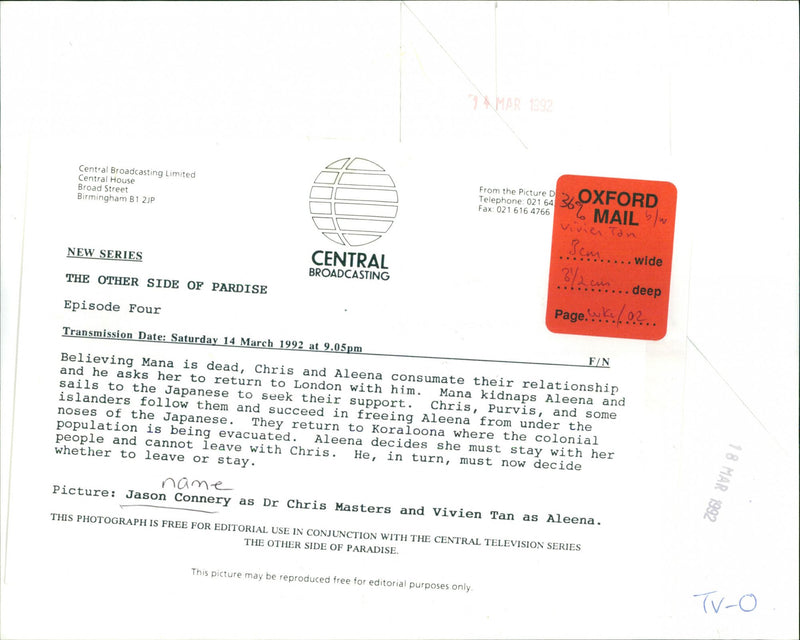 14 MAR 1992
Central Broadcasting Limited
Central House
Broad Street
Birmingham B1 2JP
CENTRAL
BROADCASTING
From the Picture D
Telephone: 021 64
Fax: 021 616 4766
OXFORD
MAIL
b/w
Vivien Tan
wide
deep
Page
NEW SERIES
THE OTHER SIDE OF PARDISE
Episode Four
Transmission Date: Saturday 14 March 1992 at 9.05pm
F/N
Believing Mana is dead, Chris and Aleena consumate their relationship
and he asks her to return to London with him. Mana kidnaps Aleena and
sails to the Japanese to seek their support. Chris, Purvis, and some
islanders follow them and succeed in freeing Aleena from under the
noses of the Japanese. They return to Koraloona where the colonial
population is being evacuated. Aleena decides she must stay with her
people and cannot leave with Chris. He, in turn, must now decide
whether to leave or stay.
name
Picture: Jason Connery as Dr Chris Masters and Vivien Tan as Aleena.
THIS PHOTOGRAPH IS FREE FOR EDITORIAL USE IN CONJUNCTION WITH THE CENTRAL TELEVISION SERIES
THE OTHER SIDE OF PARADISE.
This picture may be reproduced free for editorial purposes only.
18 MAR 1992
TV-O